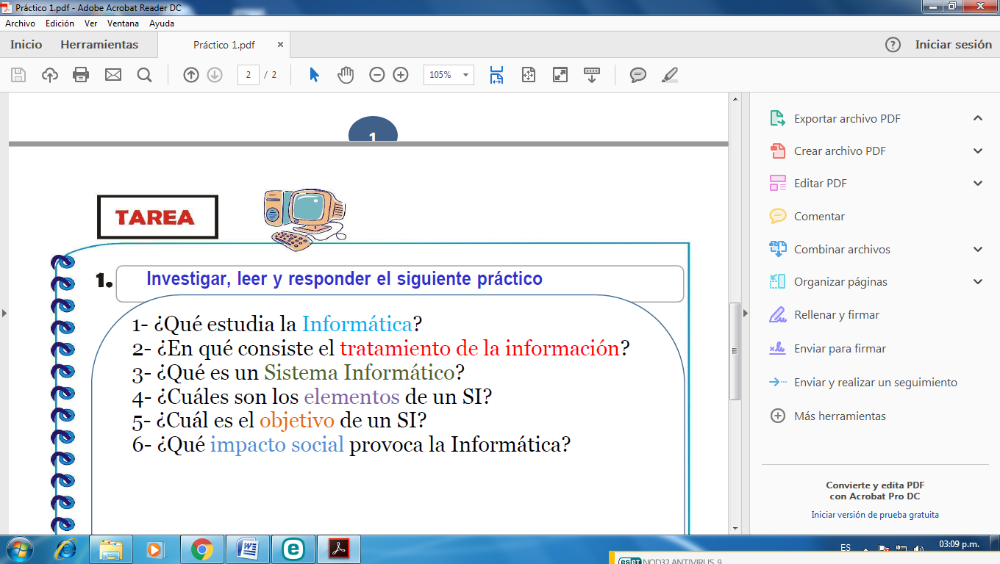 Práctico 1.pdf - Adobe Acrobat Reader DC
Archivo Edición Ver Ventana Ayuda
Inicio Herramientas Práctico 1.pdf × ? Iniciar sesión
2 / 2 105%
1
TAREA
1. Investigar, leer y responder el siguiente práctico
1- ¿Qué estudia la Informática?
2- ¿En qué consiste el tratamiento de la información?
3- ¿Qué es un Sistema Informático?
4- ¿Cuáles son los elementos de un SI?
5- ¿Cuál es el objetivo de un SI?
6- ¿Qué impacto social provoca la Informática?
Exportar archivo PDF
Crear archivo PDF
Editar PDF
Comentar
Combinar archivos
Organizar páginas
Rellenar y firmar
Enviar para firmar
Enviar y realizar un seguimiento
Más herramientas
Convierte y edita PDF
con Acrobat Pro DC
Iniciar versión de prueba gratuita
ES 03:09 p.m.
eset NOD32 ANTIVIRUS 9